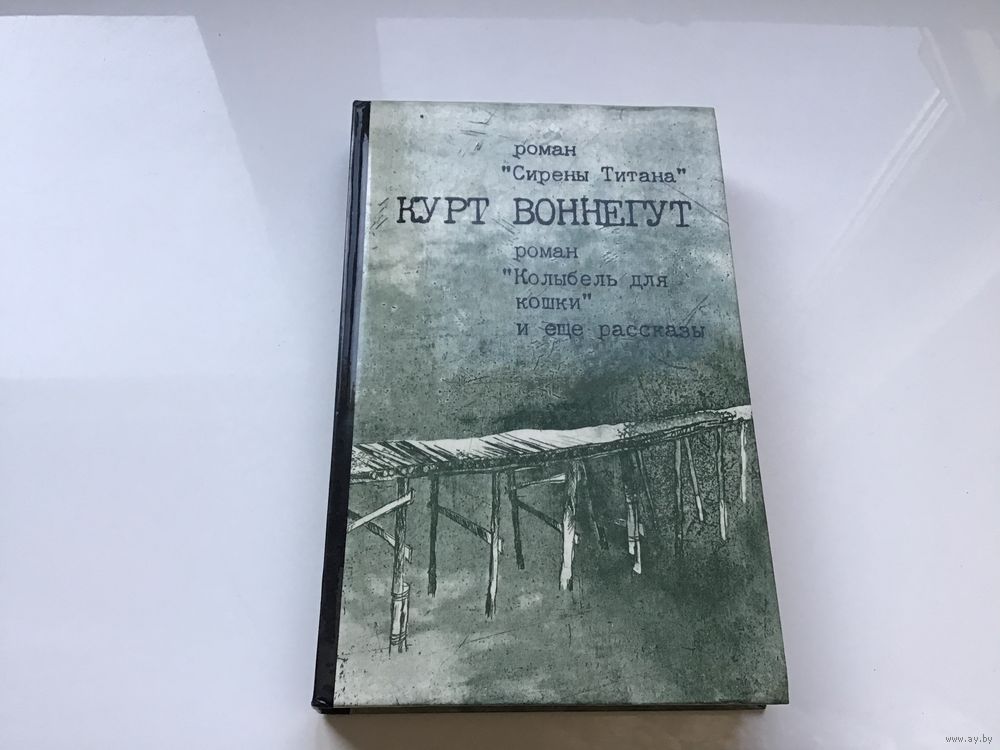 роман
"Сирены Титана"
КУРТ ВОННЕГУТ
роман
"Колыбель для
кошки"
и еще рассказы
www.ay.by